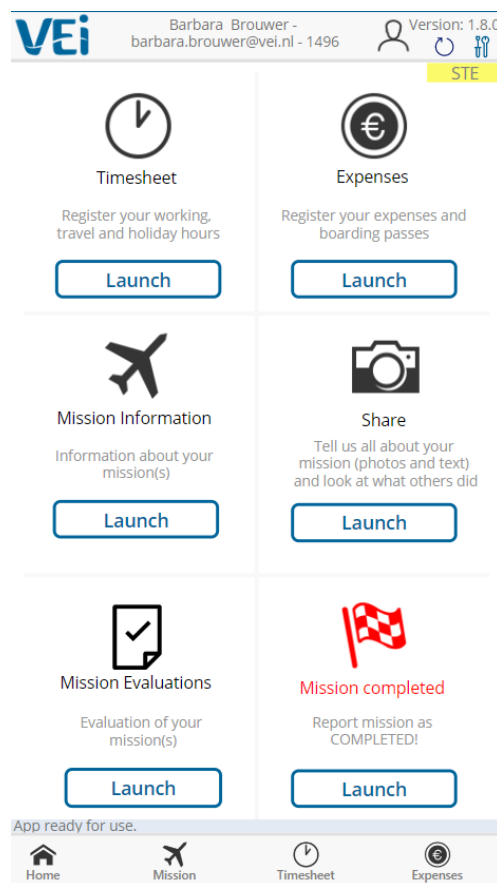 VEi
Barbara Brouwer -
barbara.brouwer@vei.nl - 1496
Version: 1.8.0
STE
Timesheet
Register your working,
travel and holiday hours
Launch
Expenses
Register your expenses and
boarding passes
Launch
Mission Information
Information about your
mission(s)
Launch
Share
Tell us all about your
mission (photos and text)
and look at what others did
Launch
Mission Evaluations
Evaluation of your
mission(s)
Launch
Mission completed
Report mission as
COMPLETED!
Launch
App ready for use.
Home
Mission
Timesheet
Expenses